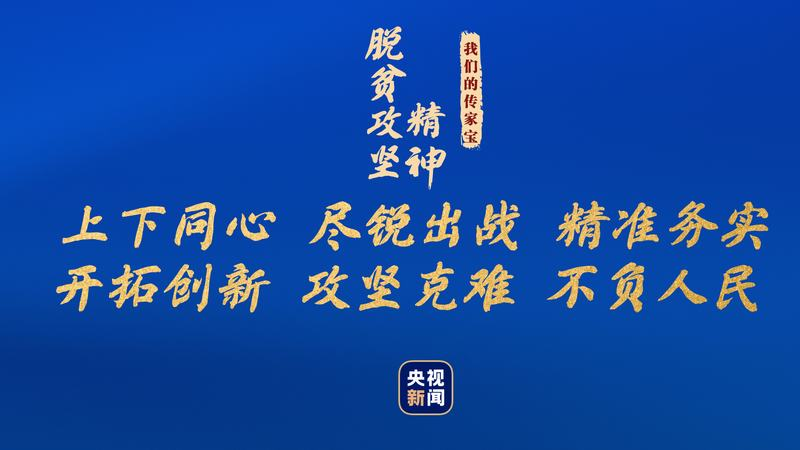 脱贫攻坚
精神
我们的传家宝
上下同心 尽锐出战 精准务实
开拓创新 攻坚克难 不负人民
央视
新闻